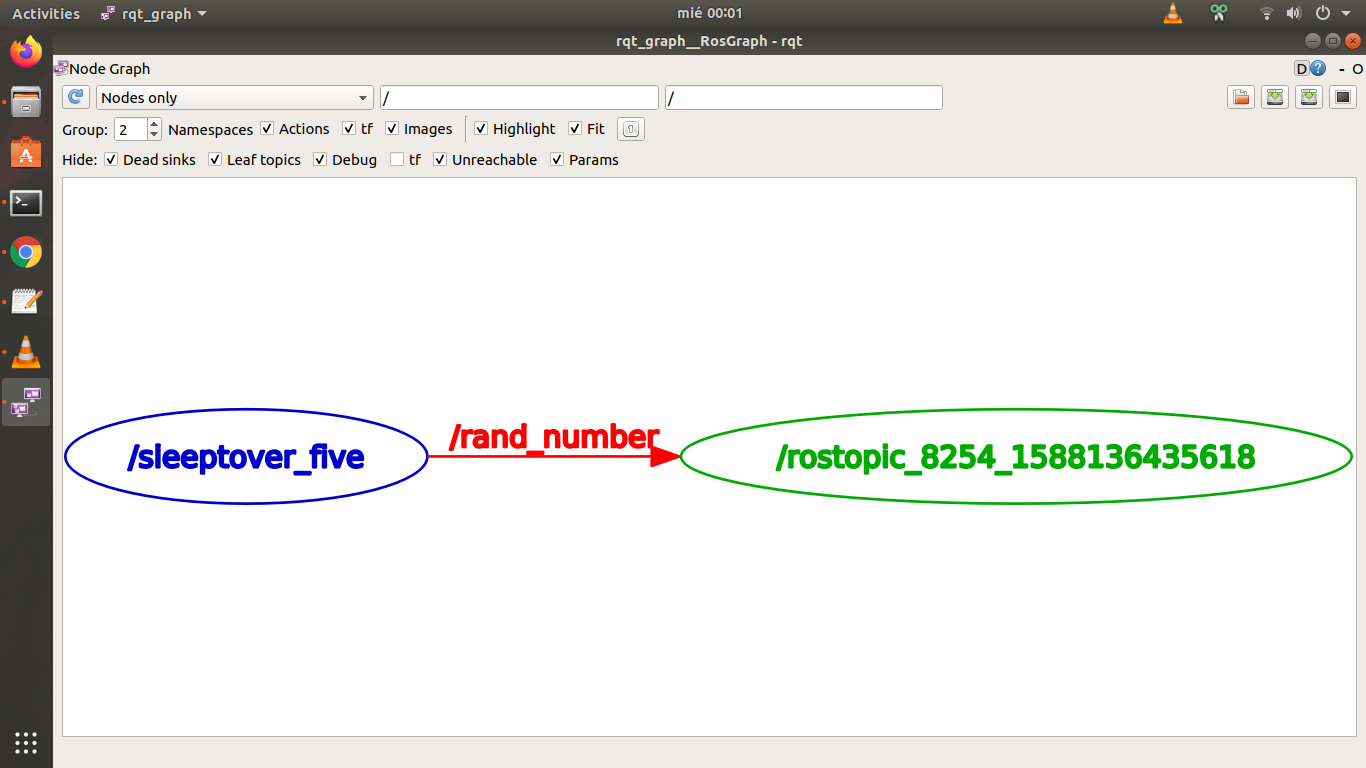 Activities rqt_graph mié 00:01
rqt_graph__RosGraph - rqt
Node Graph D ? - O
Nodes only / /
Group: 2 Namespaces Actions tf Images Highlight Fit
Hide: Dead sinks Leaf topics Debug tf Unreachable Params
/rand_number
/sleeptover_five /rostopic_8254_1588136435618